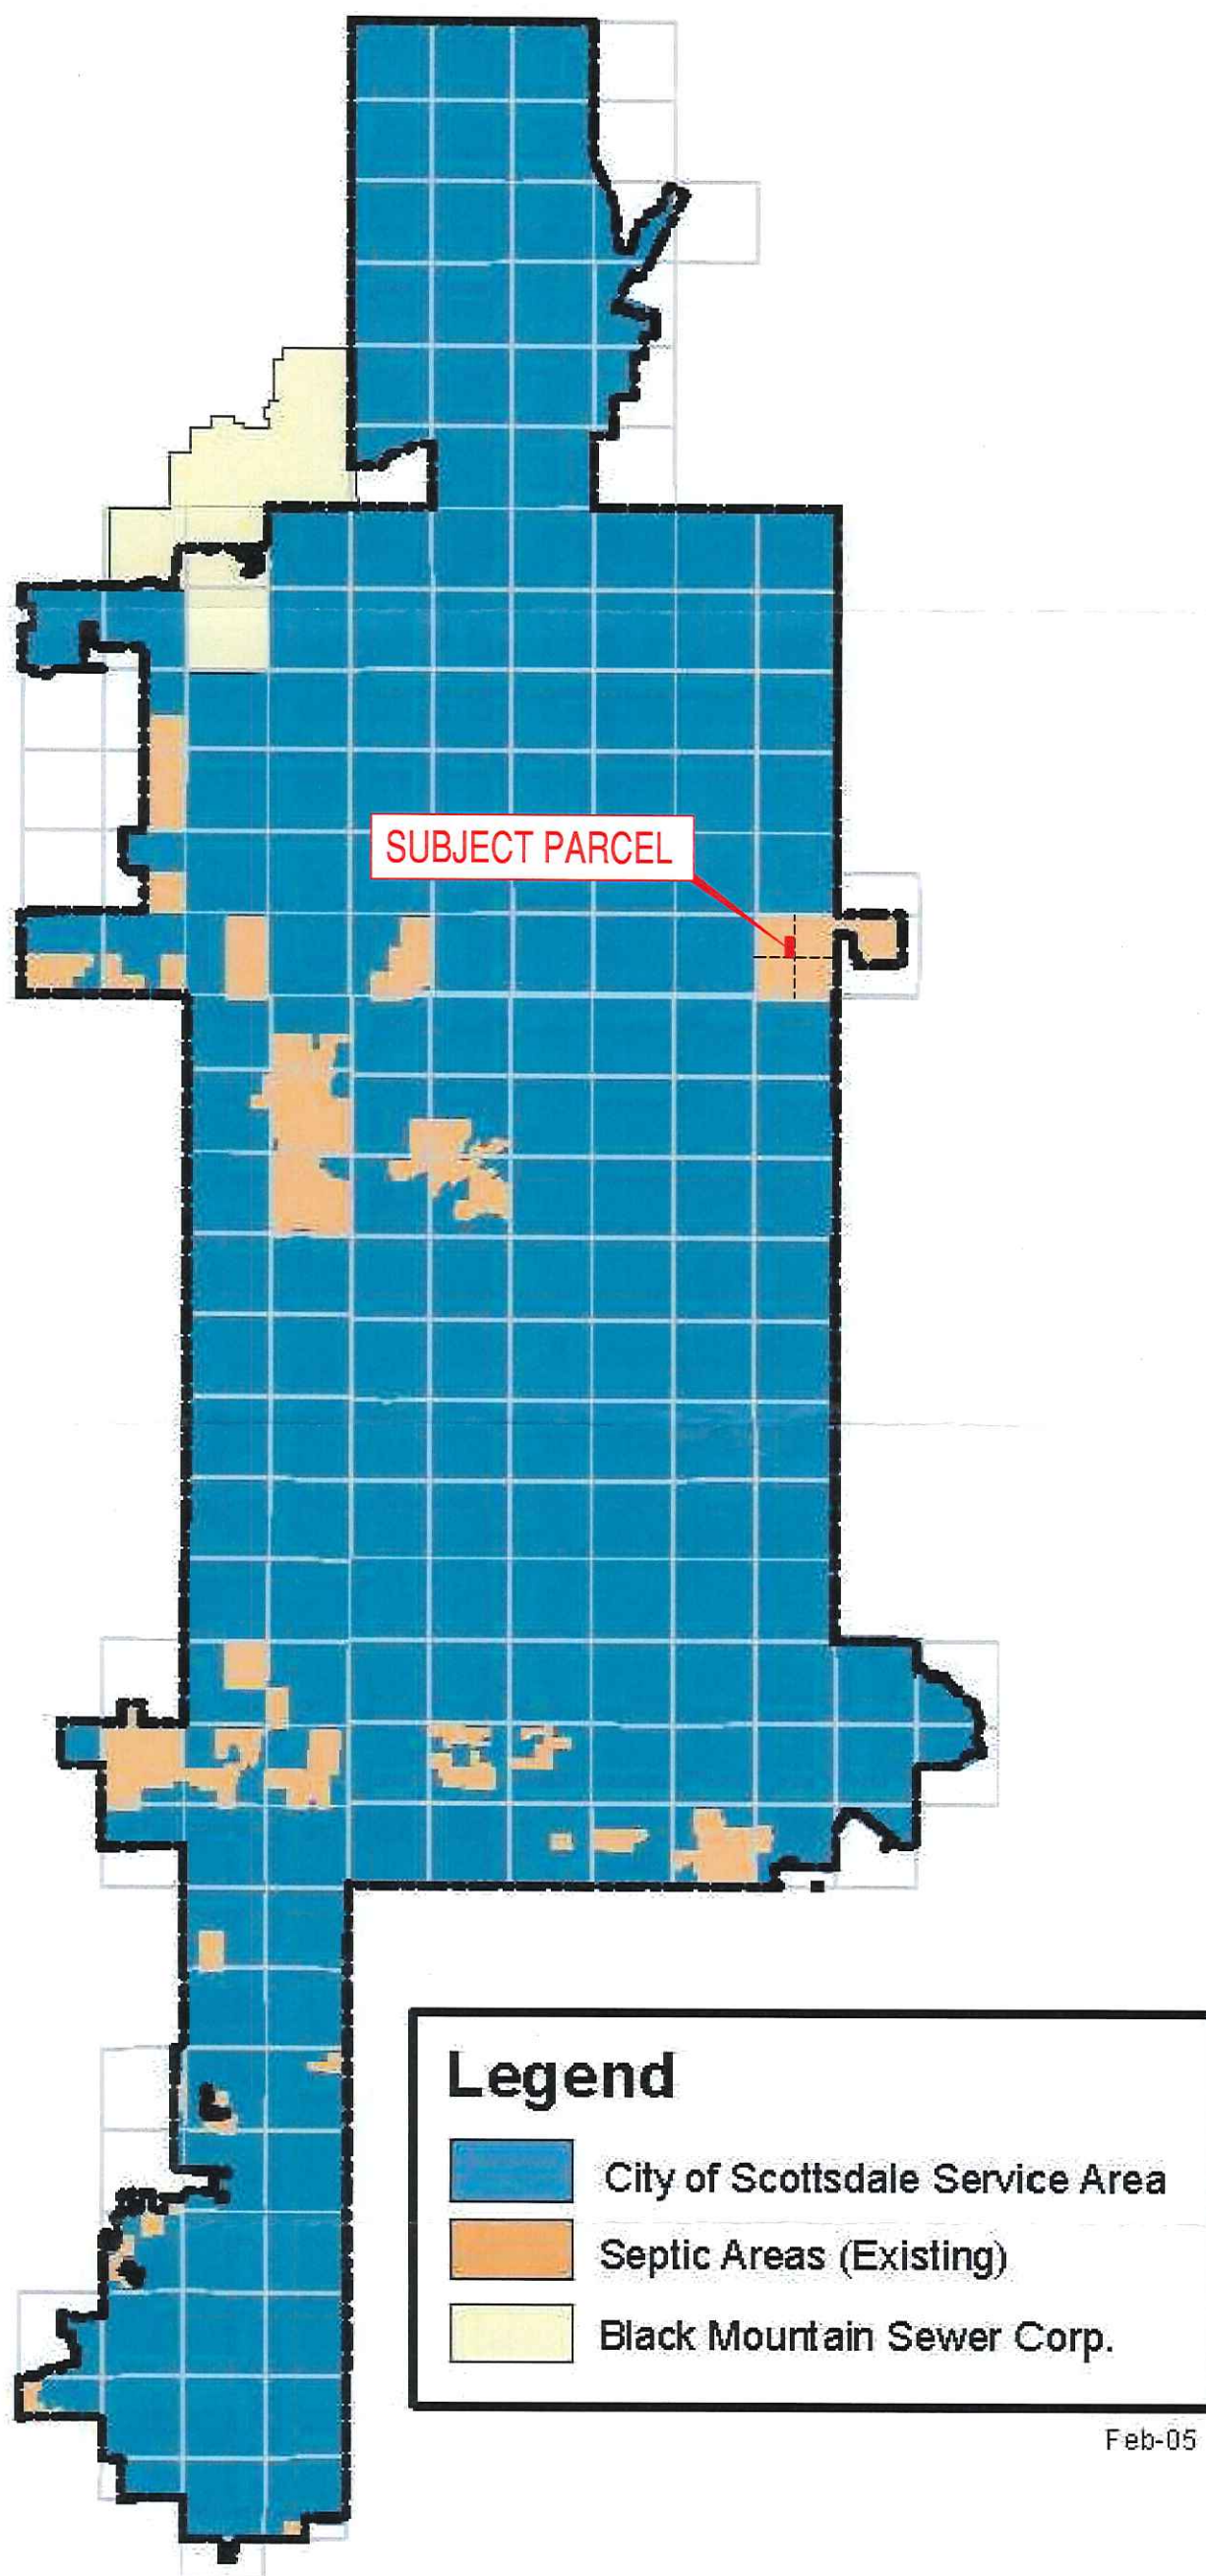 SUBJECT PARCEL
Legend
City of Scottsdale Service Area
Septic Areas (Existing)
Black Mountain Sewer Corp.
Feb-05